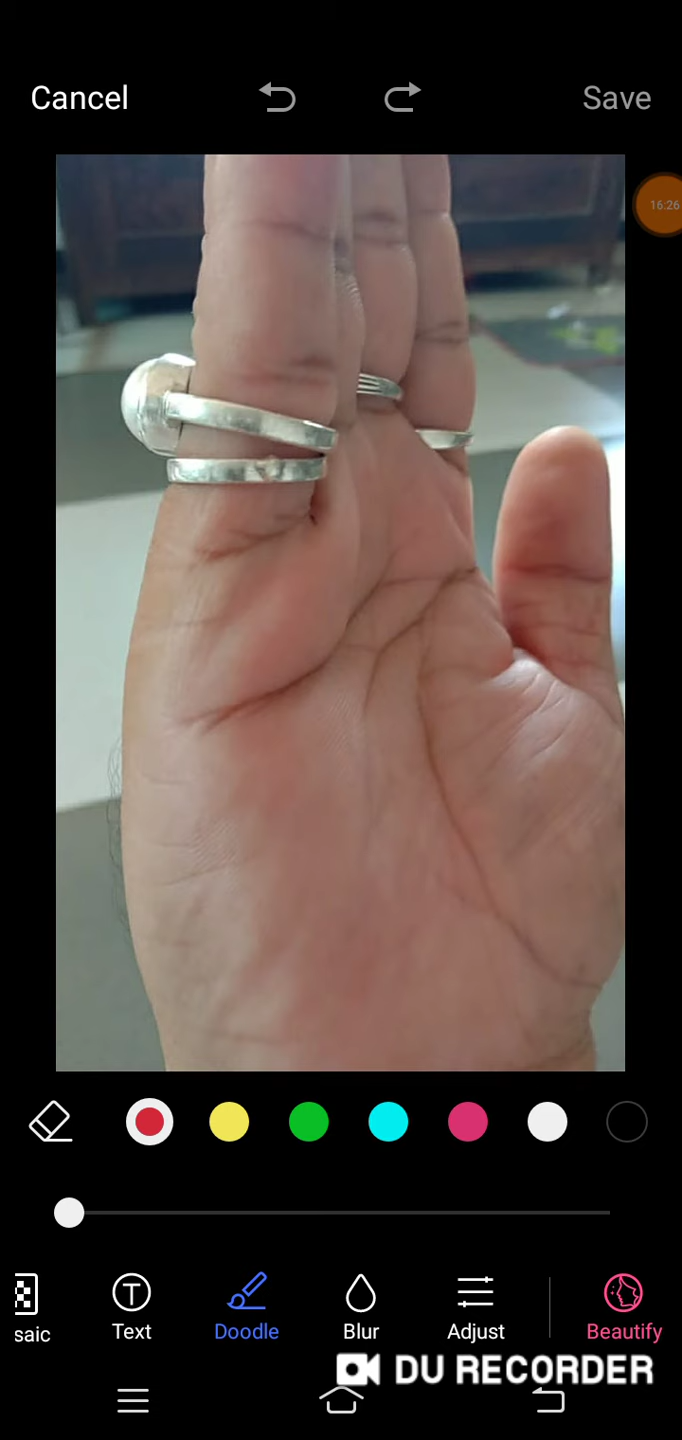 Cancel
Save
16:26
saic
Text
Doodle
Blur
Adjust
Beautify
DU RECORDER